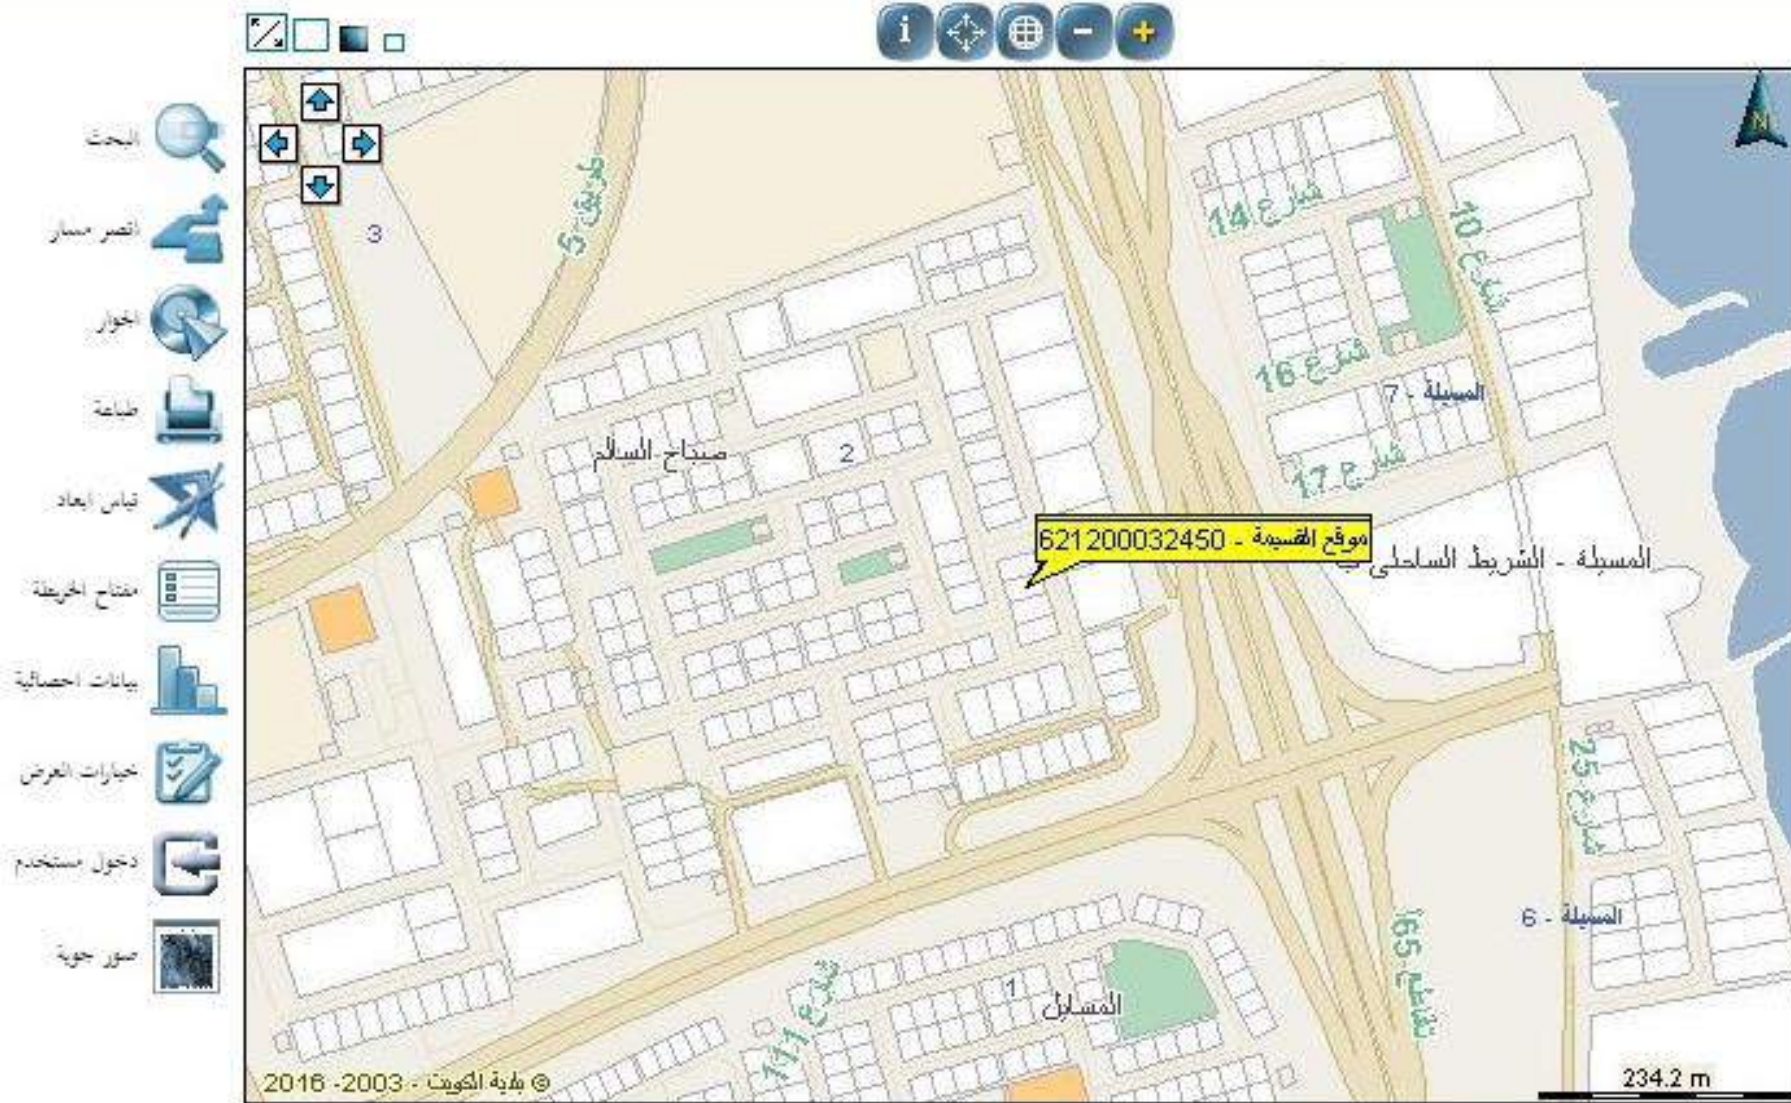 البحث
اقصر مسار
الجوار
طباعة
قياس ابعاد
مفتاح الخريطة
بيانات احصائية
خيارات العرض
دخول مستخدم
صور جوية
i
N
3
طريق 5
شارع 14
شارع 10
شارع 16
المسيلة - 7
شارع 17
صباح السالم
2
موقع القسيمة - 621200032450
المسيلة - الشريط الساحلي ب
شارع 25
المسيلة - 6
تقاطع 65
1
المسايل
شارع 111
© بلدية الكويت - 2003- 2016
234.2 m